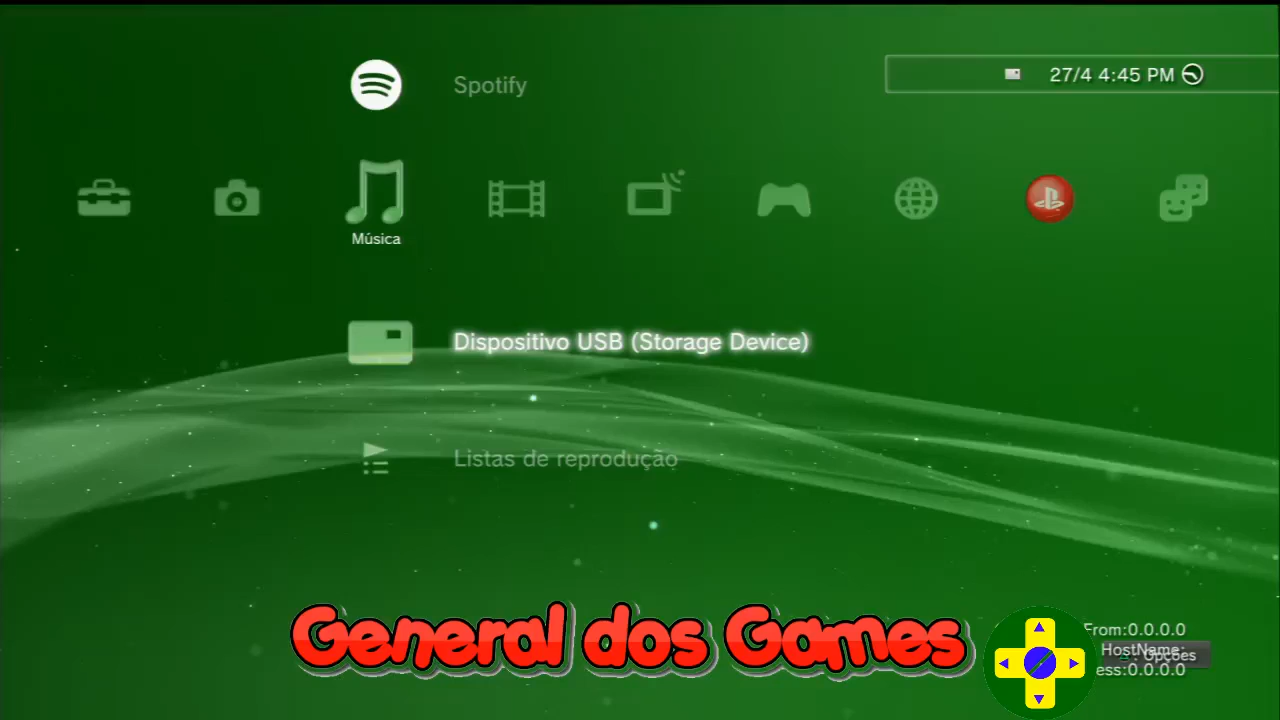 Spotify
27/4 4:45 PM
Música
Dispositivo USB (Storage Device)
Listas de reprodução
General dos Games
From:0.0.0.0
HostName:
: Opções
ess:0.0.0.0